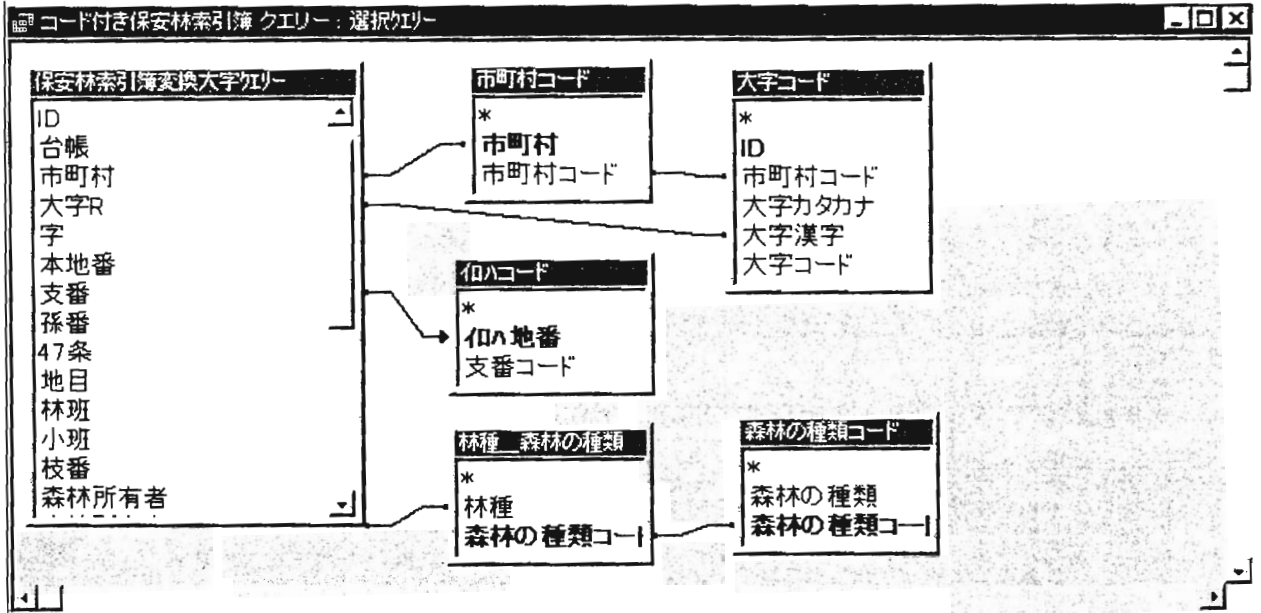 コード付き保安林索引簿 クエリー : 選択クエリー
保安林索引簿変換大字クエリー
ID
台帳
市町村
大字R
字
本地番
支番
孫番
47条
地目
林班
小班
枝番
森林所有者
市町村コード
*
市町村
市町村コード
大字コード
*
ID
市町村コード
大字カタカナ
大字漢字
大字コード
イロハコード
*
イロハ地番
支番コード
林種__森林の種類
*
林種
森林の種類コード
森林の種類コード
*
森林の種類
森林の種類コード